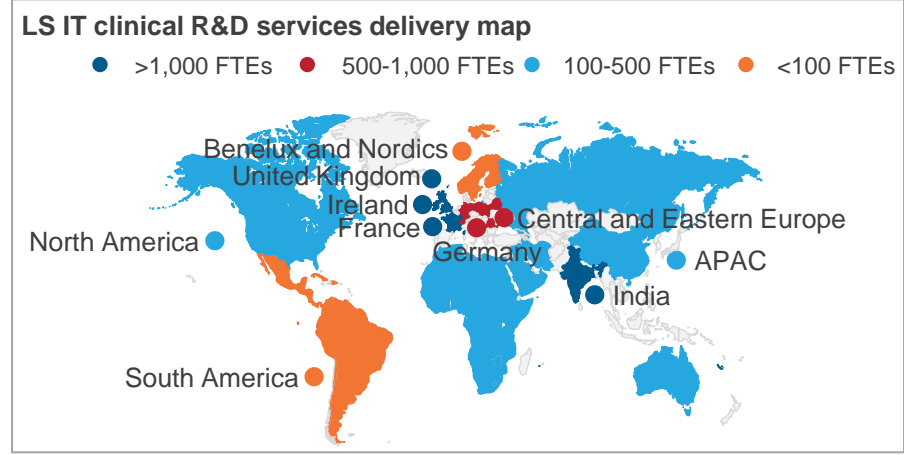 LS IT clinical R&D services delivery map
>1,000 FTEs 500-1,000 FTEs 100-500 FTEs <100 FTEs
Benelux and Nordics
United Kingdom
Ireland
France
Central and Eastern Europe
North America
Germany
APAC
India
South America